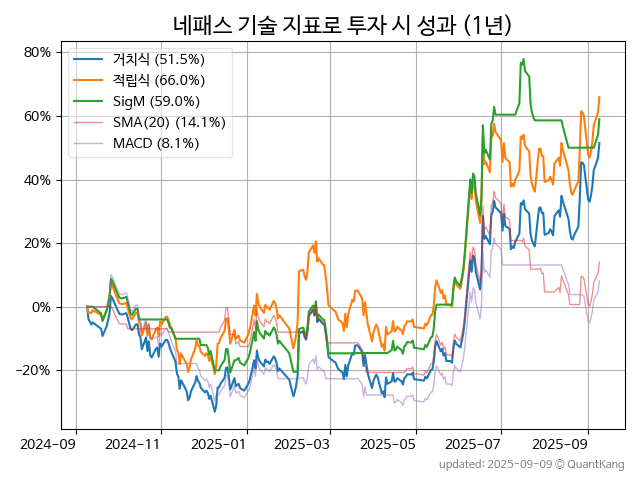 네패스 기술 지표로 투자 시 성과 (1년)
거치식 (51.5%)
적립식 (66.0%)
SigM (59.0%)
SMA(20) (14.1%)
MACD (8.1%)
80%
60%
40%
20%
0%
−20%
2024-09 2024-11 2025-01 2025-03 2025-05 2025-07 2025-09
updated: 2025-09-09 © QuantKang